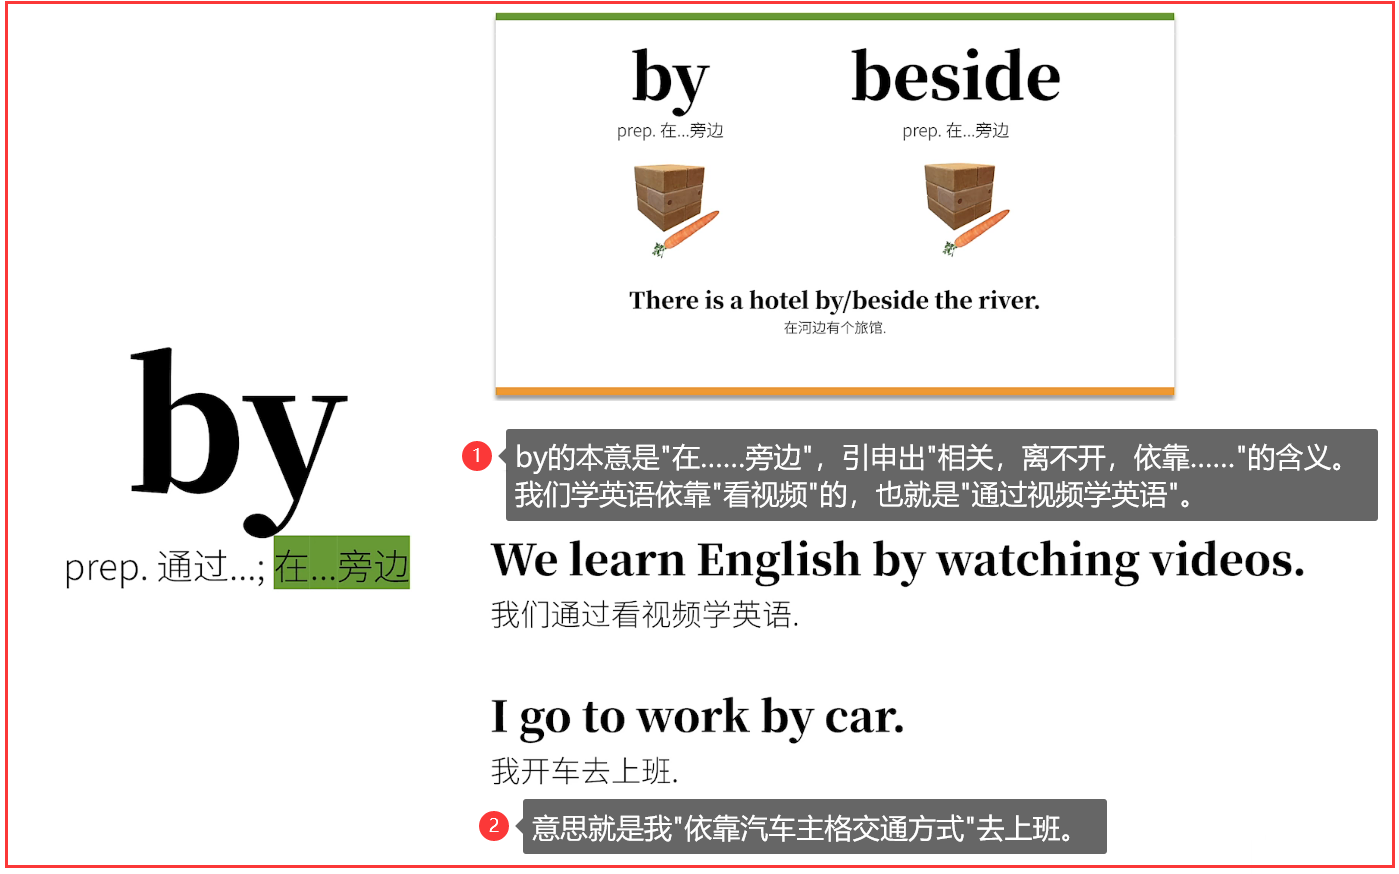 by
beside
prep. 在...旁边
prep. 在...旁边
There is a hotel by/beside the river.
在河边有个旅馆.
by
prep. 通过...; 在...旁边
1
by的本意是"在......旁边"，引申出"相关，离不开，依靠......"的含义。
我们学英语依靠"看视频"的，也就是"通过视频学英语"。
We learn English by watching videos.
我们通过看视频学英语.
I go to work by car.
我开车去上班.
2
意思就是我"依靠汽车主格交通方式"去上班。